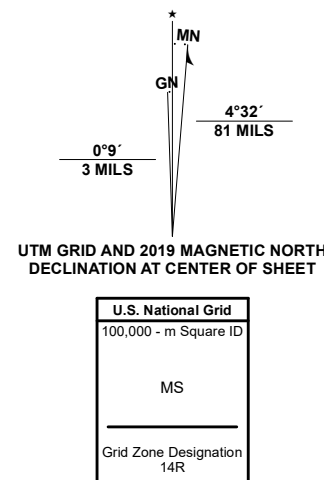 ★
MN
GN
4°32´
81 MILS
0°9´
3 MILS
UTM GRID AND 2019 MAGNETIC NORTH
DECLINATION AT CENTER OF SHEET
U.S. National Grid
100,000 - m Square ID
MS
Grid Zone Designation
14R